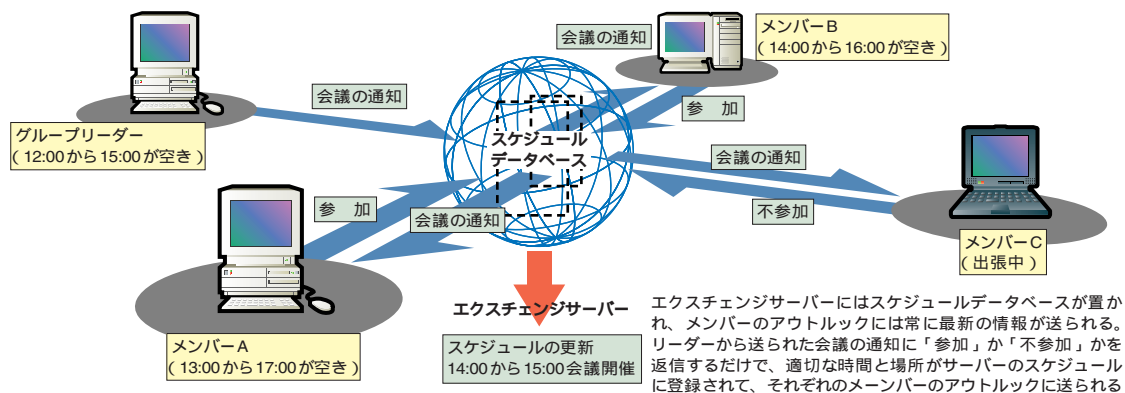 会議の通知
メンバーB
(14:00から16:00が空き)
会議の通知
参 加
グループリーダー
(12:00から15:00が空き)
スケジュール
データベース
会議の通知
参 加
会議の通知
不参加
メンバーC
(出張中)
エクスチェンジサーバー
メンバーA
(13:00から17:00が空き)
スケジュールの更新
14:00から15:00会議開催
エクスチェンジサーバーにはスケジュールデータベースが置か
れ、メンバーのアウトルックには常に最新の情報が送られる。
リーダーから送られた会議の通知に「参加」か「不参加」かを
返信するだけで、適切な時間と場所がサーバーのスケジュール
に登録されて、それぞれのメーンバーのアウトルックに送られる